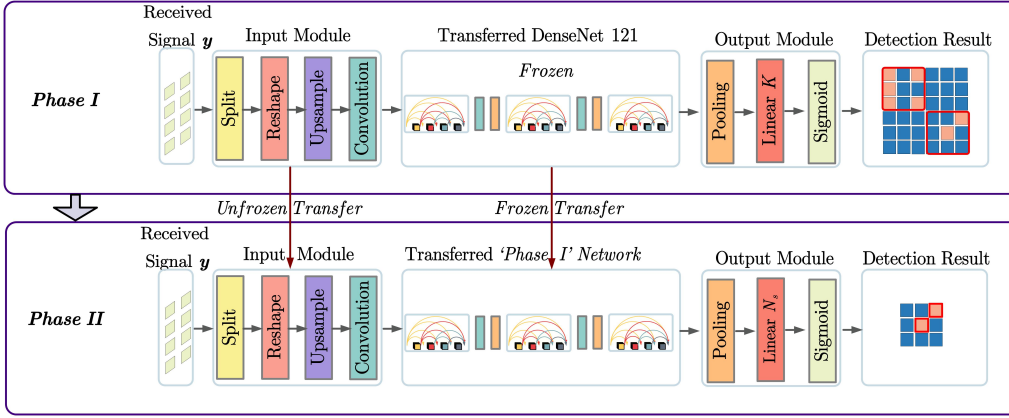 Received
Signal y
Input Module
Transferred DenseNet 121
Output Module
Detection Result
Phase I
Split
Reshape
Upsample
Convolution
Frozen
Pooling
Linear K
Sigmoid
Unfrozen Transfer
Frozen Transfer
Received
Signal y
Input Module
Transferred 'Phase I' Network
Output Module
Detection Result
Phase II
Split
Reshape
Upsample
Convolution
Pooling
Linear Nₛ
Sigmoid